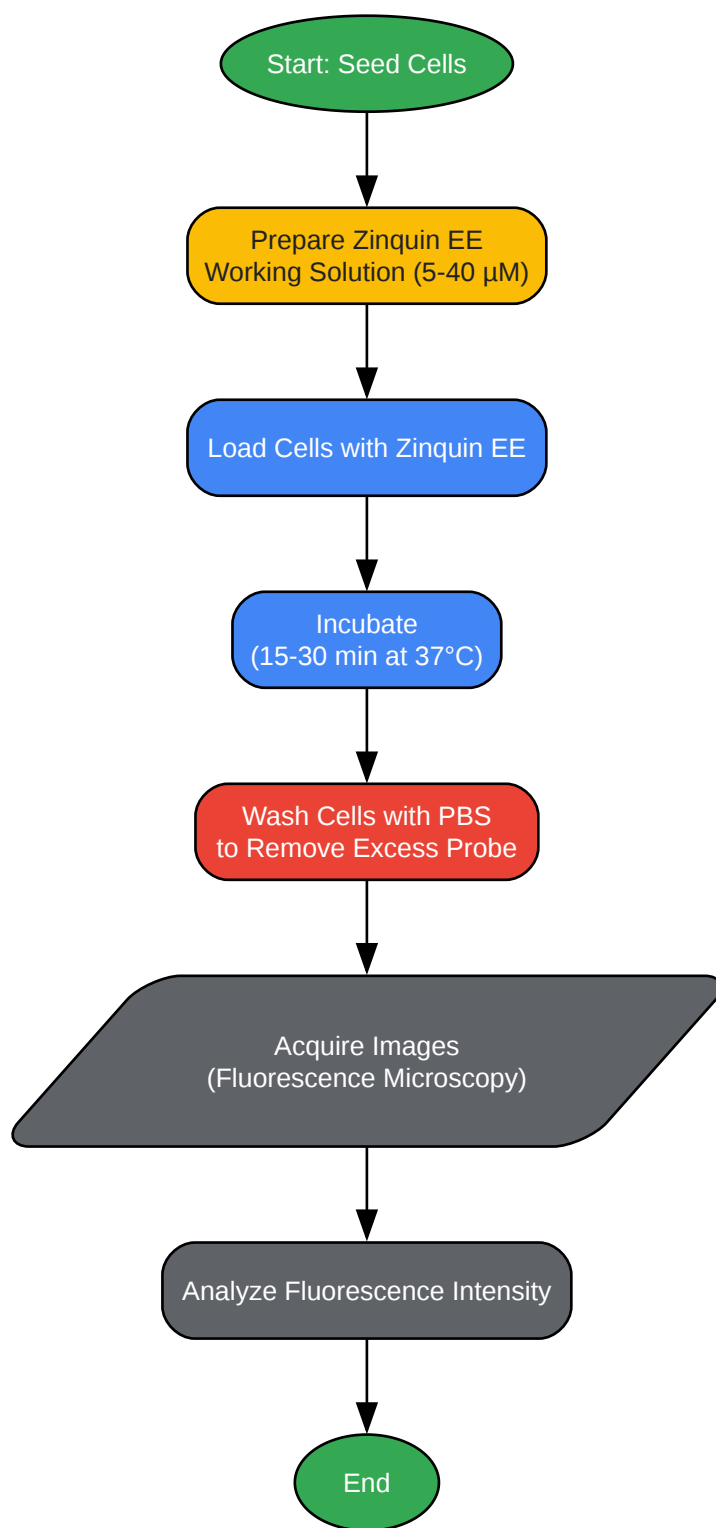 Start: Seed Cells
Prepare Zinquin EE
Working Solution (5-40 µM)
Load Cells with Zinquin EE
Incubate
(15-30 min at 37°C)
Wash Cells with PBS
to Remove Excess Probe
Acquire Images
(Fluorescence Microscopy)
Analyze Fluorescence Intensity
End